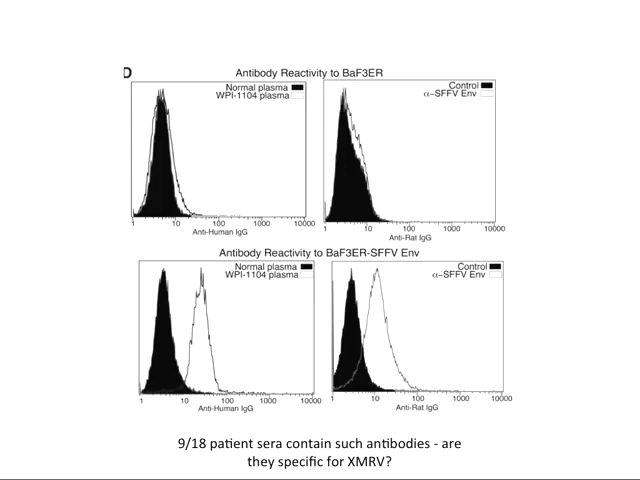 D
Antibody Reactivity to BaF3ER
Normal plasma
WPI-1104 plasma
1 10 100 1000 10000
Anti-Human IgG
Control
α-SFFV Env
1 10 100 1000 10000
Anti-Rat IgG
Antibody Reactivity to BaF3ER-SFFV Env
Normal plasma
WPI-1104 plasma
1 10 100 1000 10000
Anti-Human IgG
Control
α-SFFV Env
1 10 100 1000 10000
Anti-Rat IgG
9/18 patient sera contain such antibodies - are
they specific for XMRV?